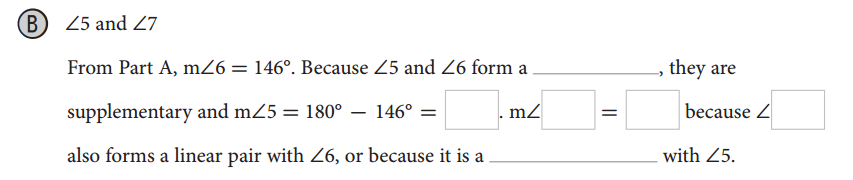 B ∠5 and ∠7
From Part A, m∠6 = 146°. Because ∠5 and ∠6 form a ____________, they are
supplementary and m∠5 = 180° − 146° = □. m∠□ = □ because ∠□
also forms a linear pair with ∠6, or because it is a ________________ with ∠5.